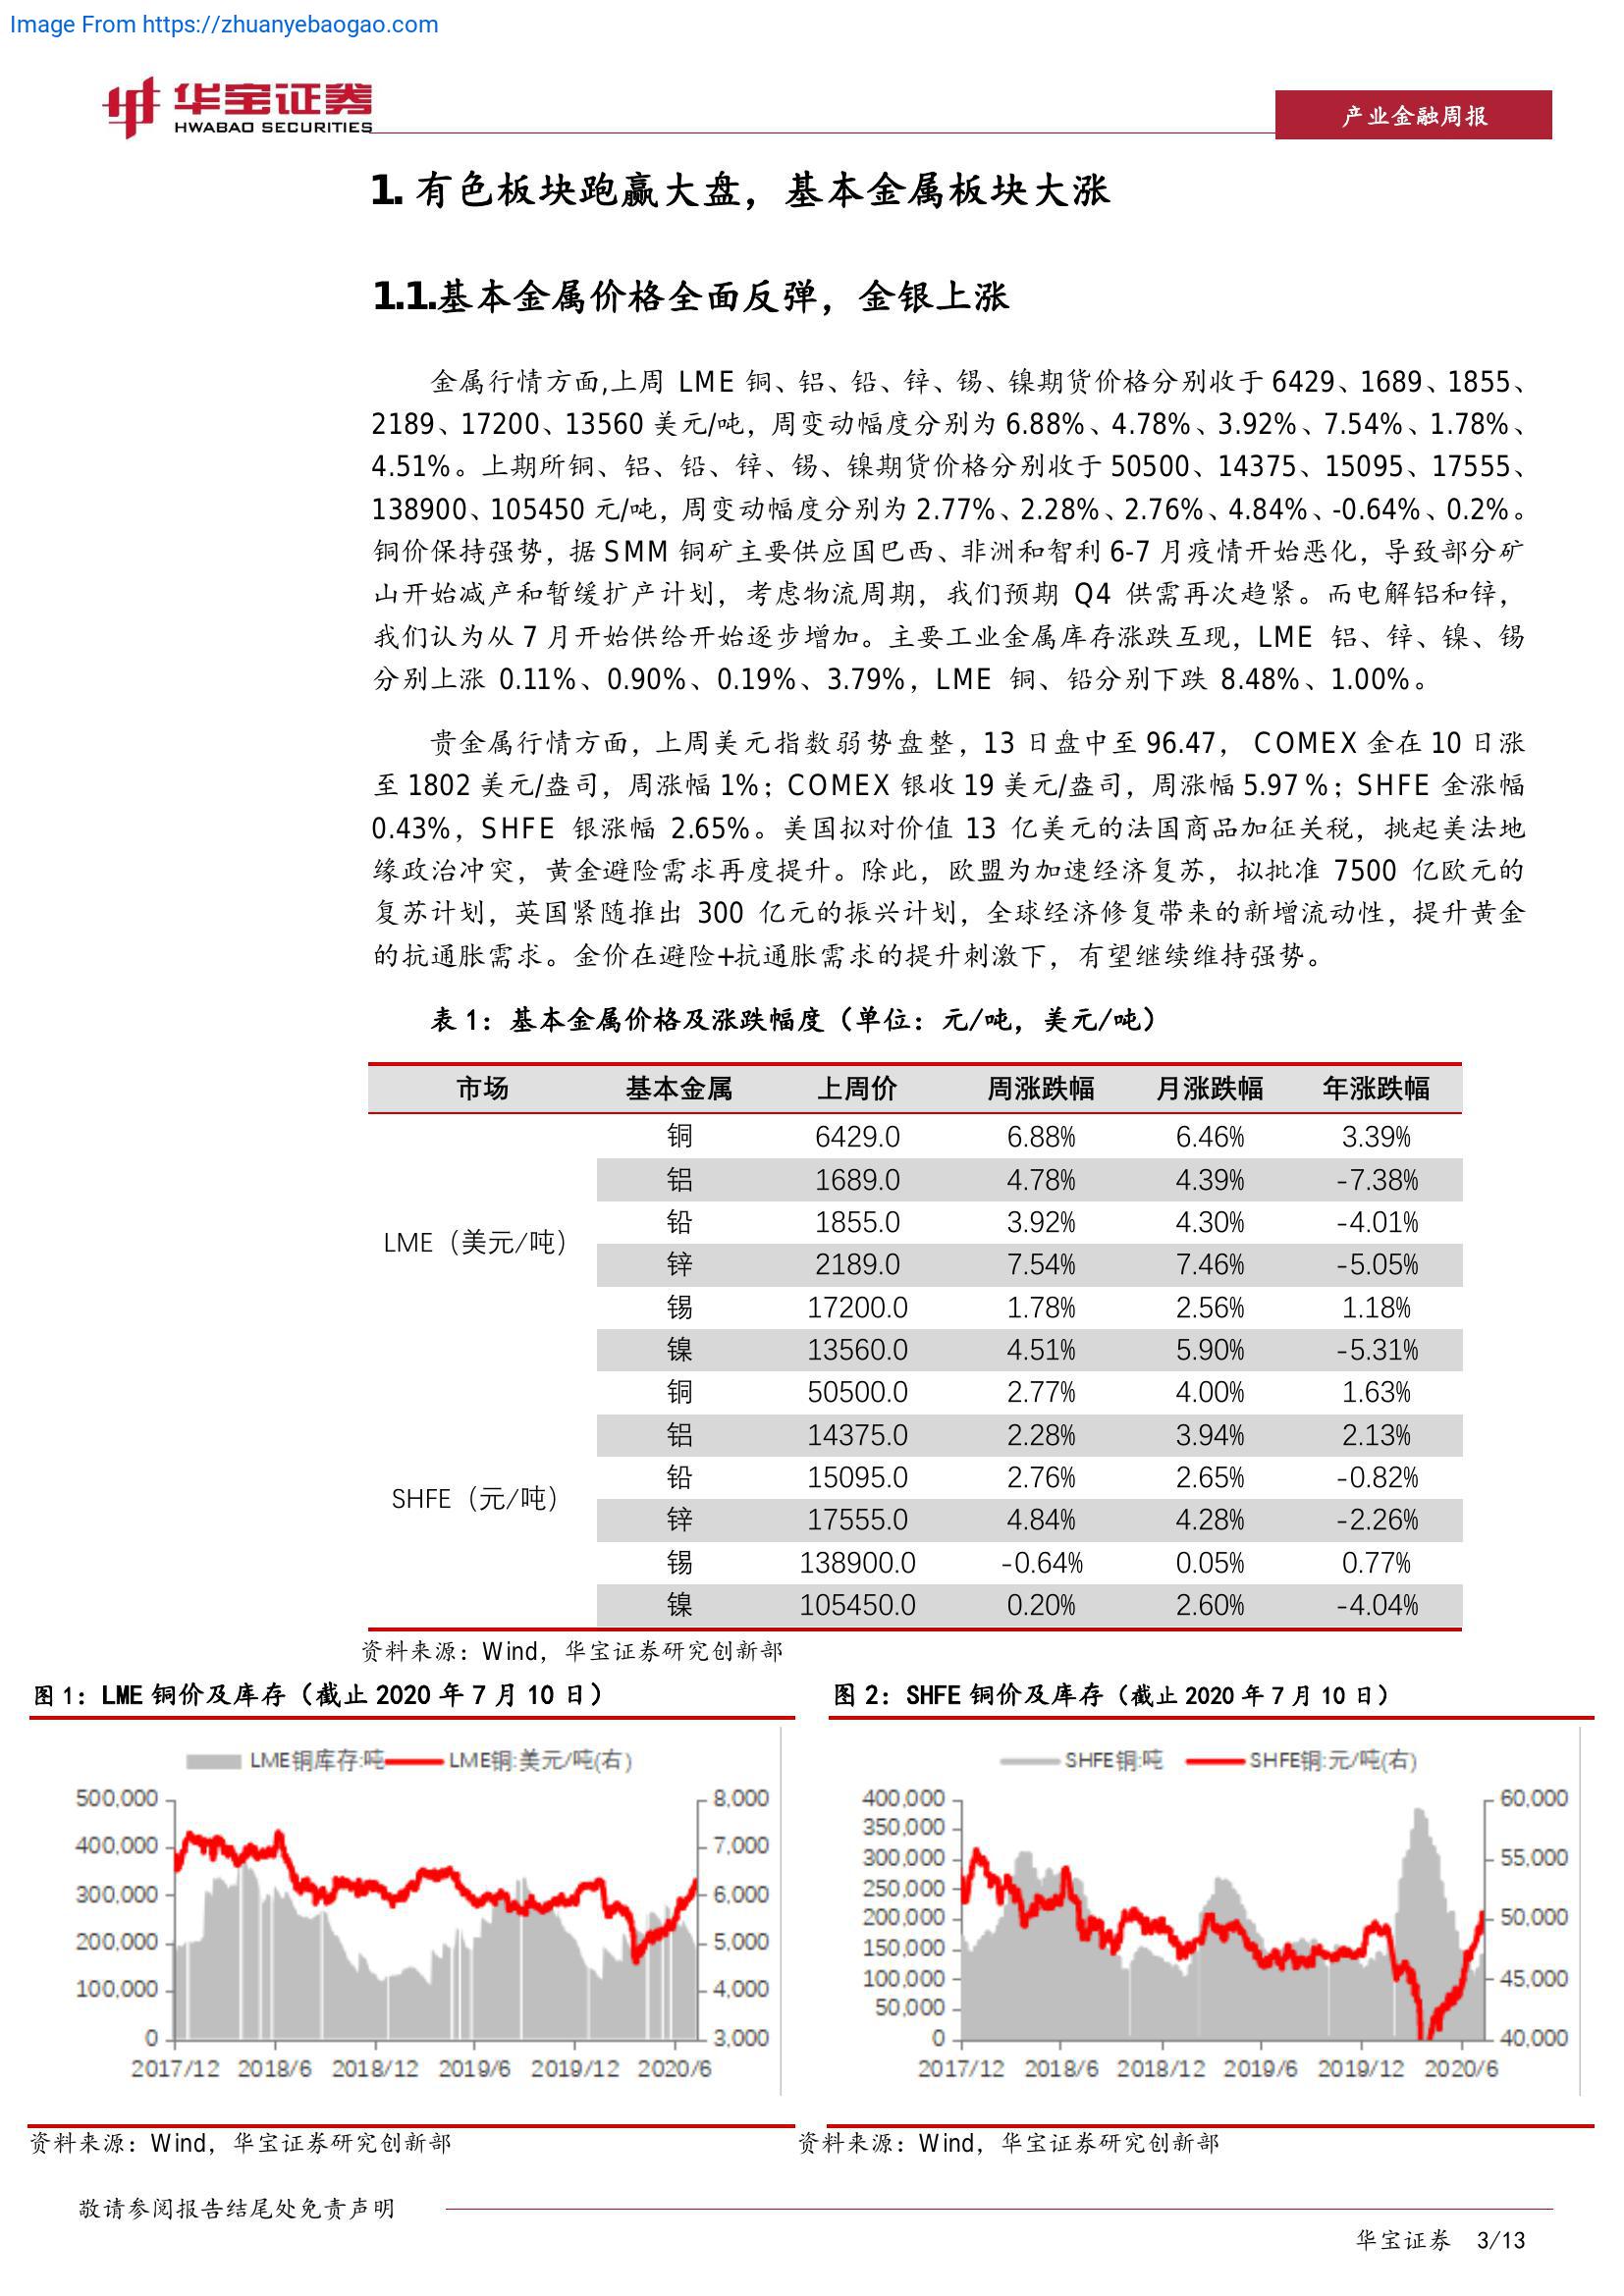 Image From https://zhuanyebaogao.com
华宝证券
HWABAO SECURITIES
产业金融周报
1. 有色板块跑赢大盘，基本金属板块大涨
1.1.基本金属价格全面反弹，金银上涨
金属行情方面,上周 LME 铜、铝、铅、锌、锡、镍期货价格分别收于 6429、1689、1855、
2189、17200、13560 美元/吨，周变动幅度分别为 6.88%、4.78%、3.92%、7.54%、1.78%、
4.51%。上期所铜、铝、铅、锌、锡、镍期货价格分别收于 50500、14375、15095、17555、
138900、105450 元/吨，周变动幅度分别为 2.77%、2.28%、2.76%、4.84%、-0.64%、0.2%。
铜价保持强势，据 SMM 铜矿主要供应国巴西、非洲和智利 6-7 月疫情开始恶化，导致部分矿
山开始减产和暂缓扩产计划，考虑物流周期，我们预期 Q4 供需再次趋紧。而电解铝和锌，
我们认为从 7 月开始供给开始逐步增加。主要工业金属库存涨跌互现，LME 铝、锌、镍、锡
分别上涨 0.11%、0.90%、0.19%、3.79%，LME 铜、铅分别下跌 8.48%、1.00%。
贵金属行情方面，上周美元指数弱势盘整，13 日盘中至 96.47， COMEX 金在 10 日涨
至 1802 美元/盎司，周涨幅 1%；COMEX 银收 19 美元/盎司，周涨幅 5.97%；SHFE 金涨幅
0.43%，SHFE 银涨幅 2.65%。美国拟对价值 13 亿美元的法国商品加征关税，挑起美法地
缘政治冲突，黄金避险需求再度提升。除此，欧盟为加速经济复苏，拟批准 7500 亿欧元的
复苏计划，英国紧随推出 300 亿元的振兴计划，全球经济修复带来的新增流动性，提升黄金
的抗通胀需求。金价在避险+抗通胀需求的提升刺激下，有望继续维持强势。
表 1：基本金属价格及涨跌幅度（单位：元/吨，美元/吨）
市场 基本金属 上周价 周涨跌幅 月涨跌幅 年涨跌幅
LME（美元/吨）
铜 6429.0 6.88% 6.46% 3.39%
铝 1689.0 4.78% 4.39% -7.38%
铅 1855.0 3.92% 4.30% -4.01%
锌 2189.0 7.54% 7.46% -5.05%
锡 17200.0 1.78% 2.56% 1.18%
镍 13560.0 4.51% 5.90% -5.31%
SHFE（元/吨）
铜 50500.0 2.77% 4.00% 1.63%
铝 14375.0 2.28% 3.94% 2.13%
铅 15095.0 2.76% 2.65% -0.82%
锌 17555.0 4.84% 4.28% -2.26%
锡 138900.0 -0.64% 0.05% 0.77%
镍 105450.0 0.20% 2.60% -4.04%
资料来源：Wind，华宝证券研究创新部
图 1：LME 铜价及库存（截止 2020 年 7 月 10 日）
LME铜库存:吨 LME铜:美元/吨(右)
500,000
400,000
300,000
200,000
100,000
0
8,000
7,000
6,000
5,000
4,000
3,000
2017/12 2018/6 2018/12 2019/6 2019/12 2020/6
资料来源：Wind，华宝证券研究创新部
图 2：SHFE 铜价及库存（截止 2020 年 7 月 10 日）
SHFE铜:吨 SHFE铜:元/吨(右)
400,000
350,000
300,000
250,000
200,000
150,000
100,000
50,000
0
60,000
55,000
50,000
45,000
40,000
2017/12 2018/6 2018/12 2019/6 2019/12 2020/6
资料来源：Wind，华宝证券研究创新部
敬请参阅报告结尾处免责声明
华宝证券 3/13